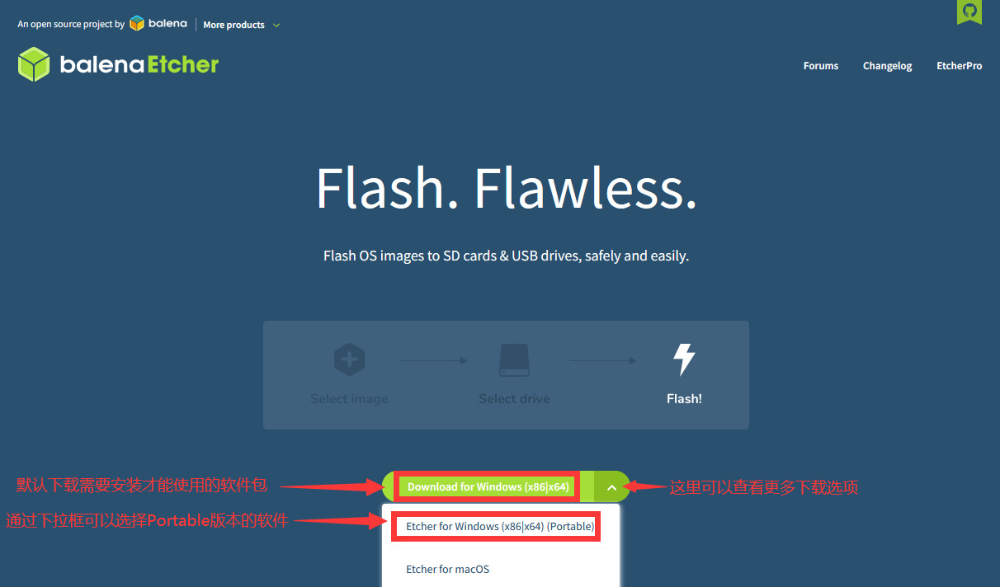 An open source project by balena | More products
balenaEtcher
Forums Changelog EtcherPro
Flash. Flawless.
Flash OS images to SD cards & USB drives, safely and easily.
Select image Select drive Flash!
默认下载需要安装才能使用的软件包 Download for Windows (x86|x64) 这里可以查看更多下载选项
通过下拉框可以选择Portable版本的软件 Etcher for Windows (x86|x64) (Portable)
Etcher for macOS